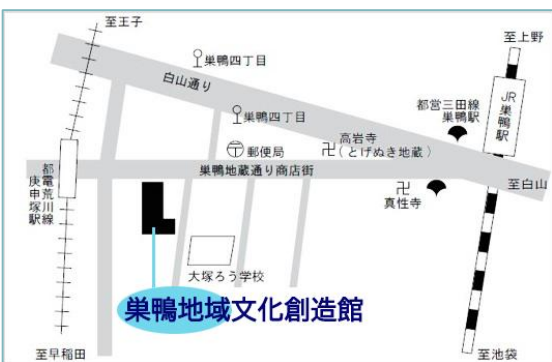 至王子
至上野
巣鴨四丁目
白山通り
JR
巣鴨駅
都営三田線
巣鴨駅
巣鴨四丁目
高岩寺
(とげぬき地蔵)
郵便局
巣鴨地蔵通り商店街
至白山
都電荒川線
庚申塚駅
真性寺
大塚ろう学校
巣鴨地域文化創造館
至早稲田
至池袋